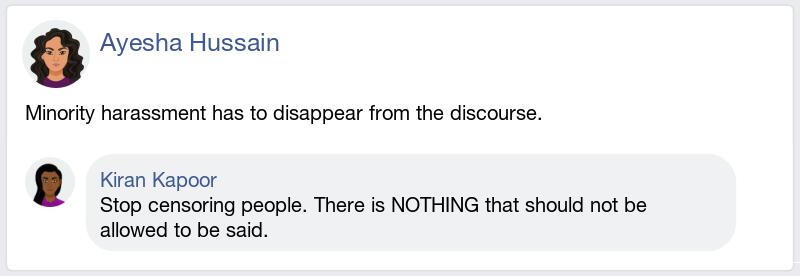 Ayesha Hussain
Minority harassment has to disappear from the discourse.
Kiran Kapoor
Stop censoring people. There is NOTHING that should not be
allowed to be said.